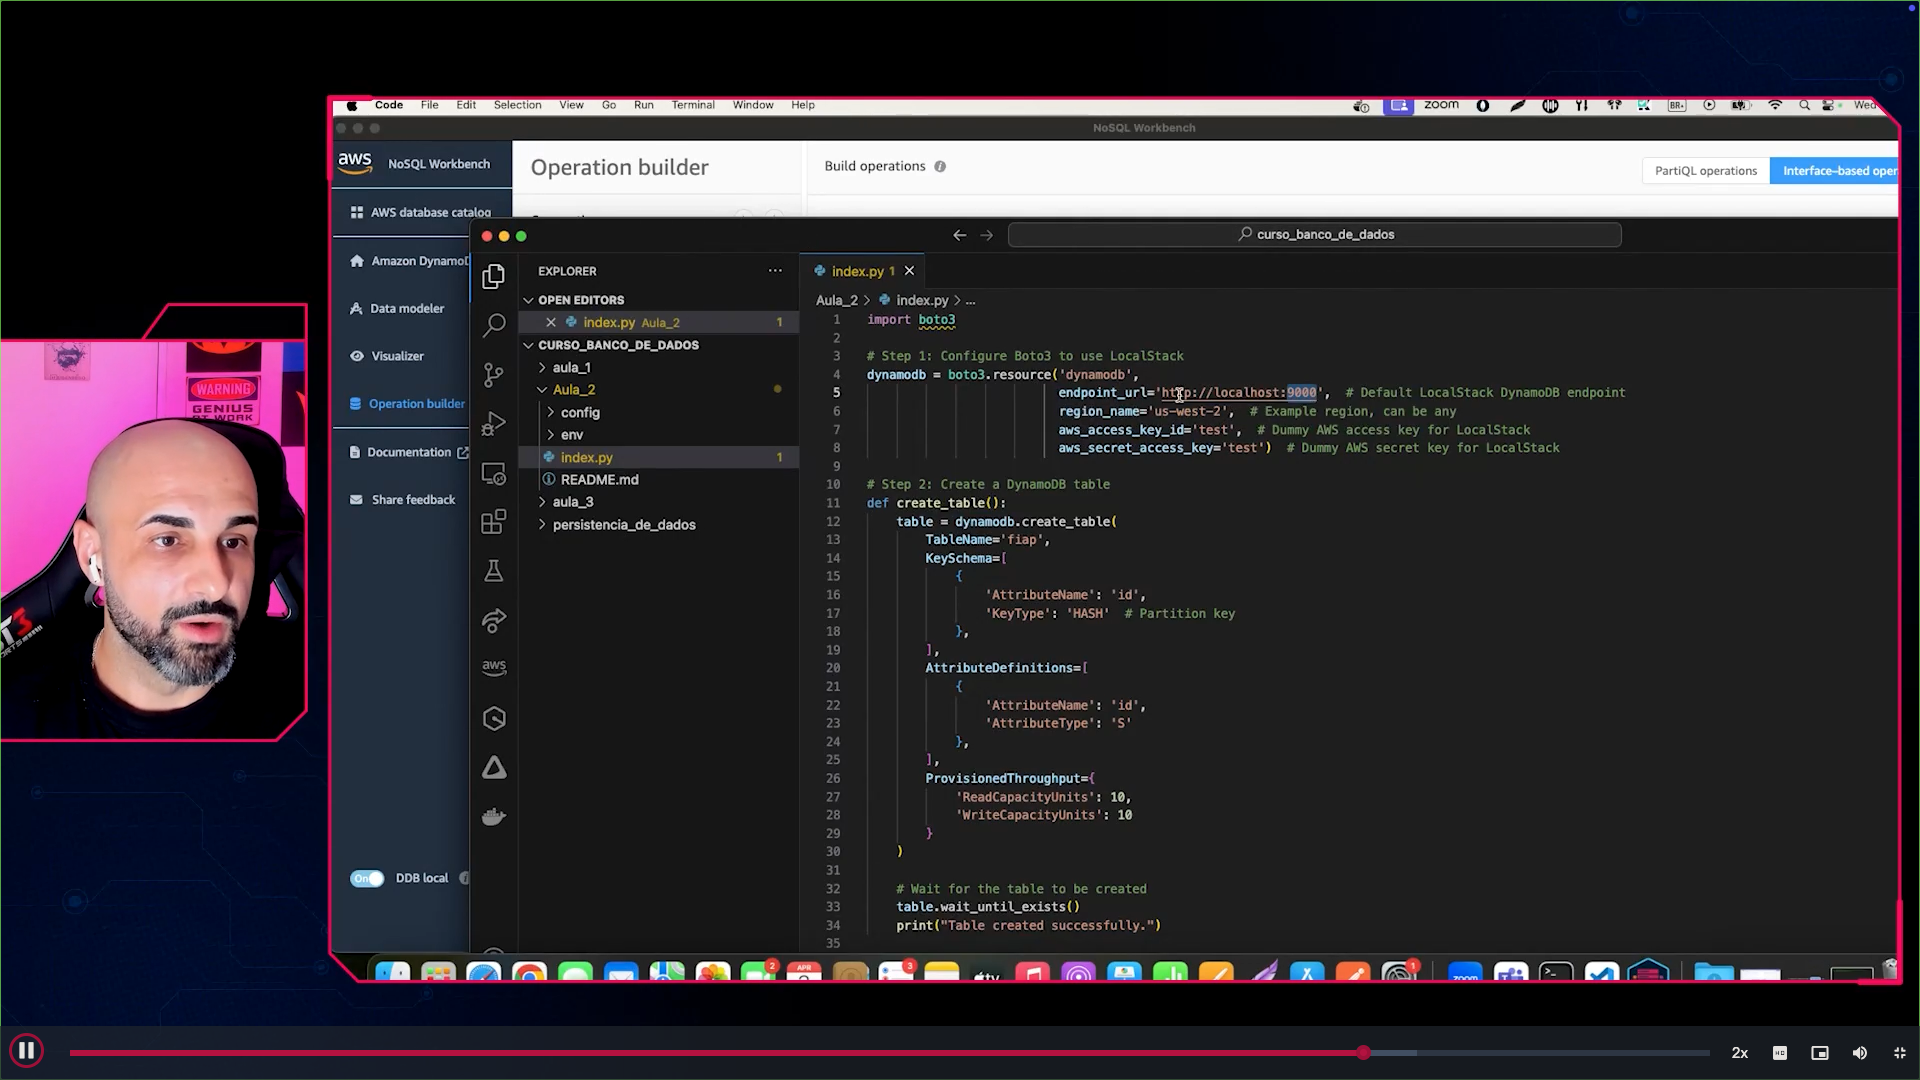 Code File Edit Selection View Go Run Terminal Window Help
zoom BR Wed
NoSQL Workbench
aws NoSQL Workbench
Operation builder
Build operations
PartiQL operations
AWS database catalog
Amazon Dynamo
Data modeler
Visualizer
Operation builder
Documentation
Share feedback
On DDB local
curso_banco_de_dados
EXPLORER
OPEN EDITORS
index.py Aula_2 1
CURSO_BANCO_DE_DADOS
aula_1
Aula_2
config
env
index.py 1
README.md
aula_3
persistencia_de_dados
aws
index.py 1
Aula_2 > index.py > ...
1 import boto3
2
3 # Step 1: Configure Boto3 to use LocalStack
4 dynamodb = boto3.resource('dynamodb',
5 endpoint_url='http://localhost:9000', # Default LocalStack DynamoDB endpoint
6 region_name='us-west-2', # Example region, can be any
7 aws_access_key_id='test', # Dummy AWS access key for LocalStack
8 aws_secret_access_key='test') # Dummy AWS secret key for LocalStack
9
10 # Step 2: Create a DynamoDB table
11 def create_table():
12 table = dynamodb.create_table(
13 TableName='fiap',
14 KeySchema=[
15 {
16 'AttributeName': 'id',
17 'KeyType': 'HASH' # Partition key
18 },
19 ],
20 AttributeDefinitions=[
21 {
22 'AttributeName': 'id',
23 'AttributeType': 'S'
24 },
25 ],
26 ProvisionedThroughput={
27 'ReadCapacityUnits': 10,
28 'WriteCapacityUnits': 10
29 }
30 )
31
32 # Wait for the table to be created
33 table.wait_until_exists()
34 print("Table created successfully.")
35
WARNING
GENIUS
AT WORK
2 APR 3 tv 1 zoom
2x